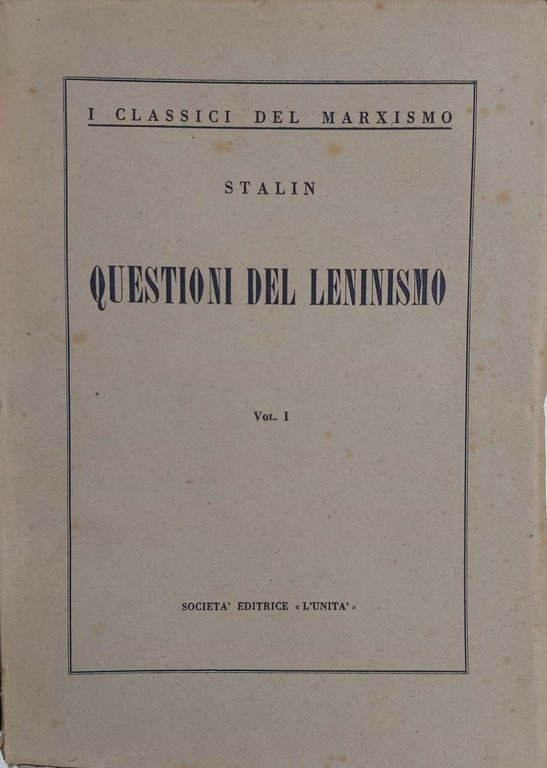 I CLASSICI DEL MARXISMO
STALIN
QUESTIONI DEL LENINISMO
VOL. I
SOCIETA' EDITRICE « L'UNITA' »